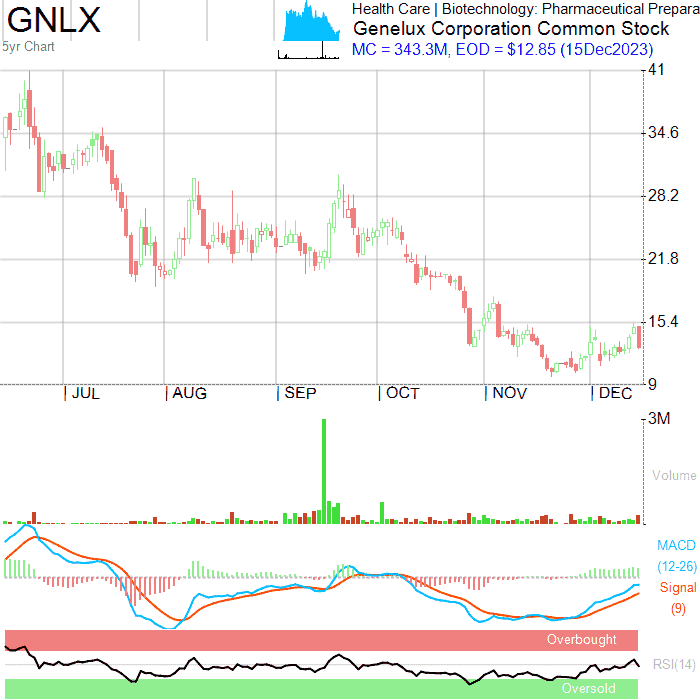 GNLX
5yr Chart
Health Care | Biotechnology: Pharmaceutical Prepara
Genelux Corporation Common Stock
MC = 343.3M, EOD = $12.85 (15Dec2023)
41
34.6
28.2
21.8
15.4
9
| JUL | AUG | SEP | OCT | NOV | DEC
3M
Volume
MACD
(12-26)
Signal
(9)
Overbought
RSI(14)
Oversold